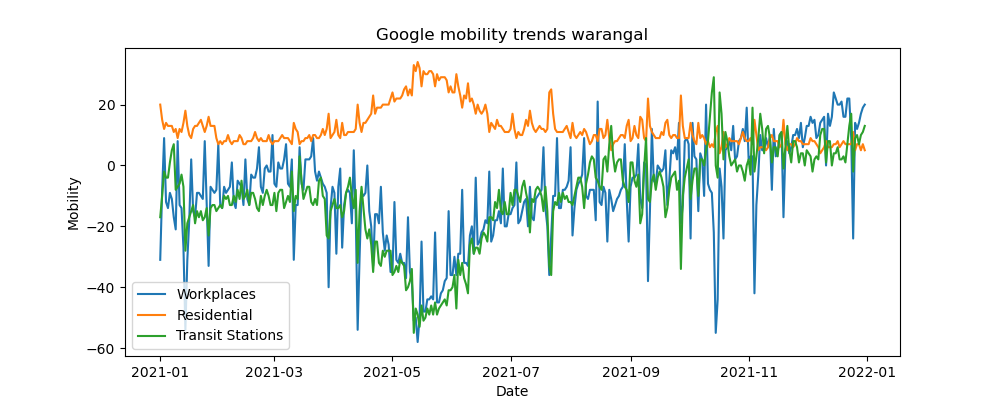 Google mobility trends warangal
Mobility
20
0
−20
−40
−60
Workplaces
Residential
Transit Stations
2021-01 2021-03 2021-05 2021-07 2021-09 2021-11 2022-01
Date